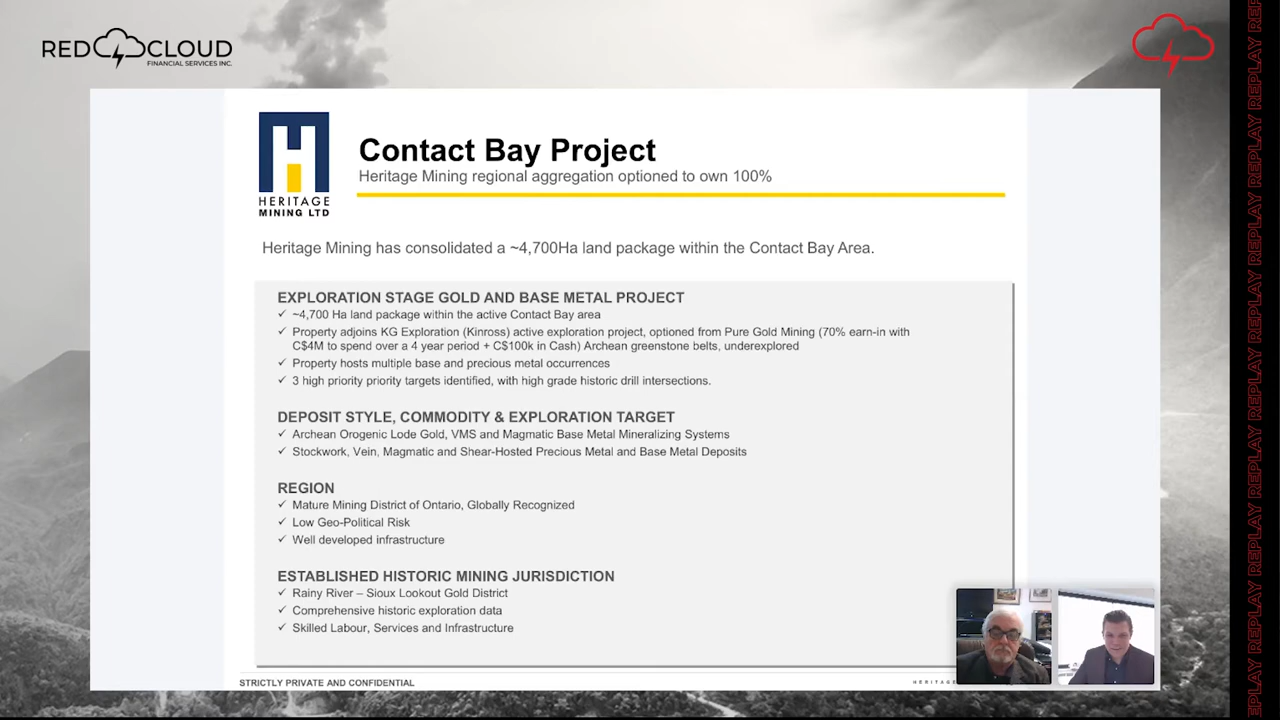 RED CLOUD
FINANCIAL SERVICES INC.
HERITAGE
MINING LTD
Contact Bay Project
Heritage Mining regional aggregation optioned to own 100%
Heritage Mining has consolidated a ~4,700Ha land package within the Contact Bay Area.
EXPLORATION STAGE GOLD AND BASE METAL PROJECT
✓ ~4,700 Ha land package within the active Contact Bay area
✓ Property adjoins KG Exploration (Kinross) active exploration project, optioned from Pure Gold Mining (70% earn-in with
C$4M to spend over a 4 year period + C$100k in Cash) Archean greenstone belts, underexplored
✓ Property hosts multiple base and precious metal occurrences
✓ 3 high priority priority targets identified, with high grade historic drill intersections.
DEPOSIT STYLE, COMMODITY & EXPLORATION TARGET
✓ Archean Orogenic Lode Gold, VMS and Magmatic Base Metal Mineralizing Systems
✓ Stockwork, Vein, Magmatic and Shear-Hosted Precious Metal and Base Metal Deposits
REGION
✓ Mature Mining District of Ontario, Globally Recognized
✓ Low Geo-Political Risk
✓ Well developed infrastructure
ESTABLISHED HISTORIC MINING JURISDICTION
✓ Rainy River – Sioux Lookout Gold District
✓ Comprehensive historic exploration data
✓ Skilled Labour, Services and Infrastructure
STRICTLY PRIVATE AND CONFIDENTIAL
HERITAGE
REPLAY REPLAY REPLAY REPLAY REPLAY REPLAY REPLAY REPLAY